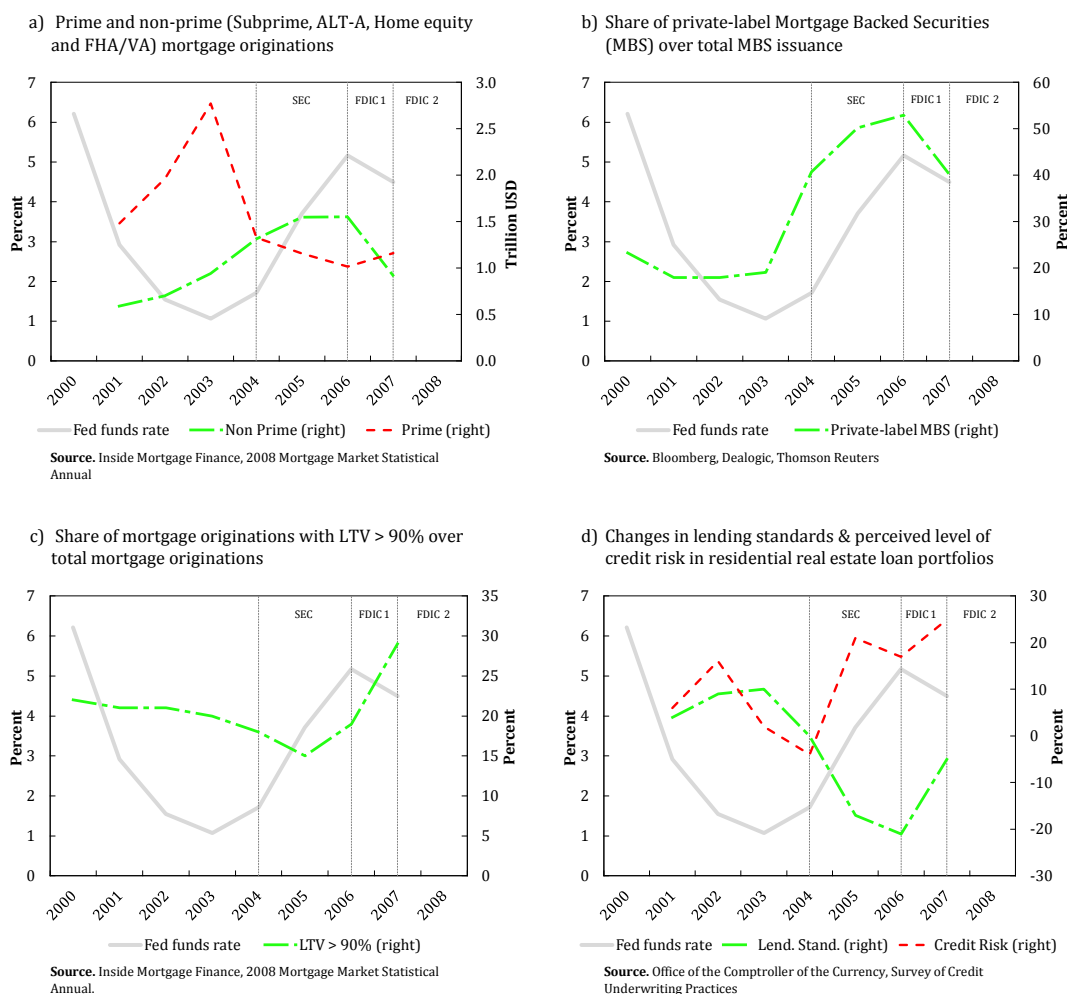 a) Prime and non-prime (Subprime, ALT-A, Home equity
and FHA/VA) mortgage originations
7
6
5
4
3
2
1
0
Percent
3.0
2.5
2.0
1.5
1.0
0.5
0.0
Trillion USD
SEC
FDIC 1
FDIC 2
2000
2001
2002
2003
2004
2005
2006
2007
2008
Fed funds rate
Non Prime (right)
Prime (right)
Source. Inside Mortgage Finance, 2008 Mortgage Market Statistical
Annual
b) Share of private-label Mortgage Backed Securities
(MBS) over total MBS issuance
7
6
5
4
3
2
1
0
Percent
60
50
40
30
20
10
0
Percent
SEC
FDIC 1
FDIC 2
2000
2001
2002
2003
2004
2005
2006
2007
2008
Fed funds rate
Private-label MBS (right)
Source. Bloomberg, Dealogic, Thomson Reuters
c) Share of mortgage originations with LTV > 90% over
total mortgage originations
7
6
5
4
3
2
1
0
Percent
35
30
25
20
15
10
5
0
Percent
SEC
FDIC 1
FDIC 2
2000
2001
2002
2003
2004
2005
2006
2007
2008
Fed funds rate
LTV > 90% (right)
Source. Inside Mortgage Finance, 2008 Mortgage Market Statistical
Annual.
d) Changes in lending standards & perceived level of
credit risk in residential real estate loan portfolios
7
6
5
4
3
2
1
0
Percent
30
20
10
0
-10
-20
-30
Percent
SEC
FDIC 1
FDIC 2
2000
2001
2002
2003
2004
2005
2006
2007
2008
Fed funds rate
Lend. Stand. (right)
Credit Risk (right)
Source. Office of the Comptroller of the Currency, Survey of Credit
Underwriting Practices